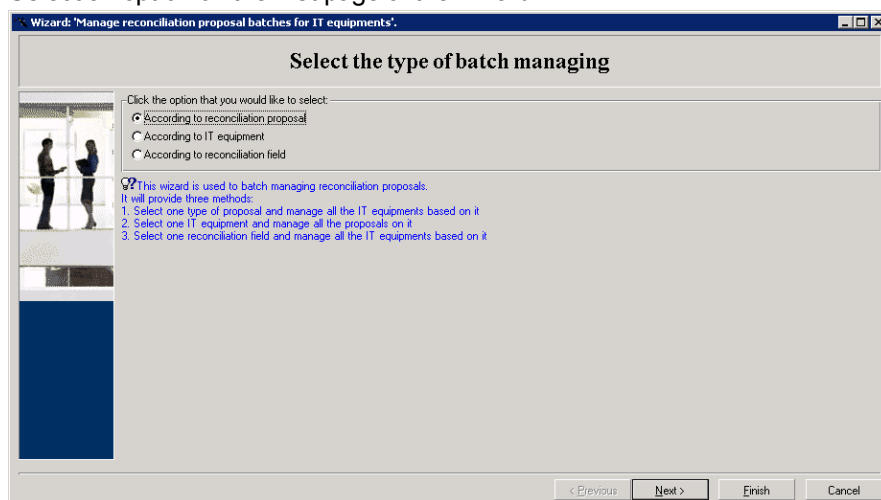 Wizard: 'Manage reconciliation proposal batches for IT equipments'.
Select the type of batch managing
Click the option that you would like to select:
According to reconciliation proposal
According to IT equipment
According to reconciliation field
This wizard is used to batch managing reconciliation proposals.
It will provide three methods:
1. Select one type of proposal and manage all the IT equipments based on it
2. Select one IT equipment and manage all the proposals on it
3. Select one reconciliation field and manage all the IT equipments based on it
< Previous Next > Finish Cancel